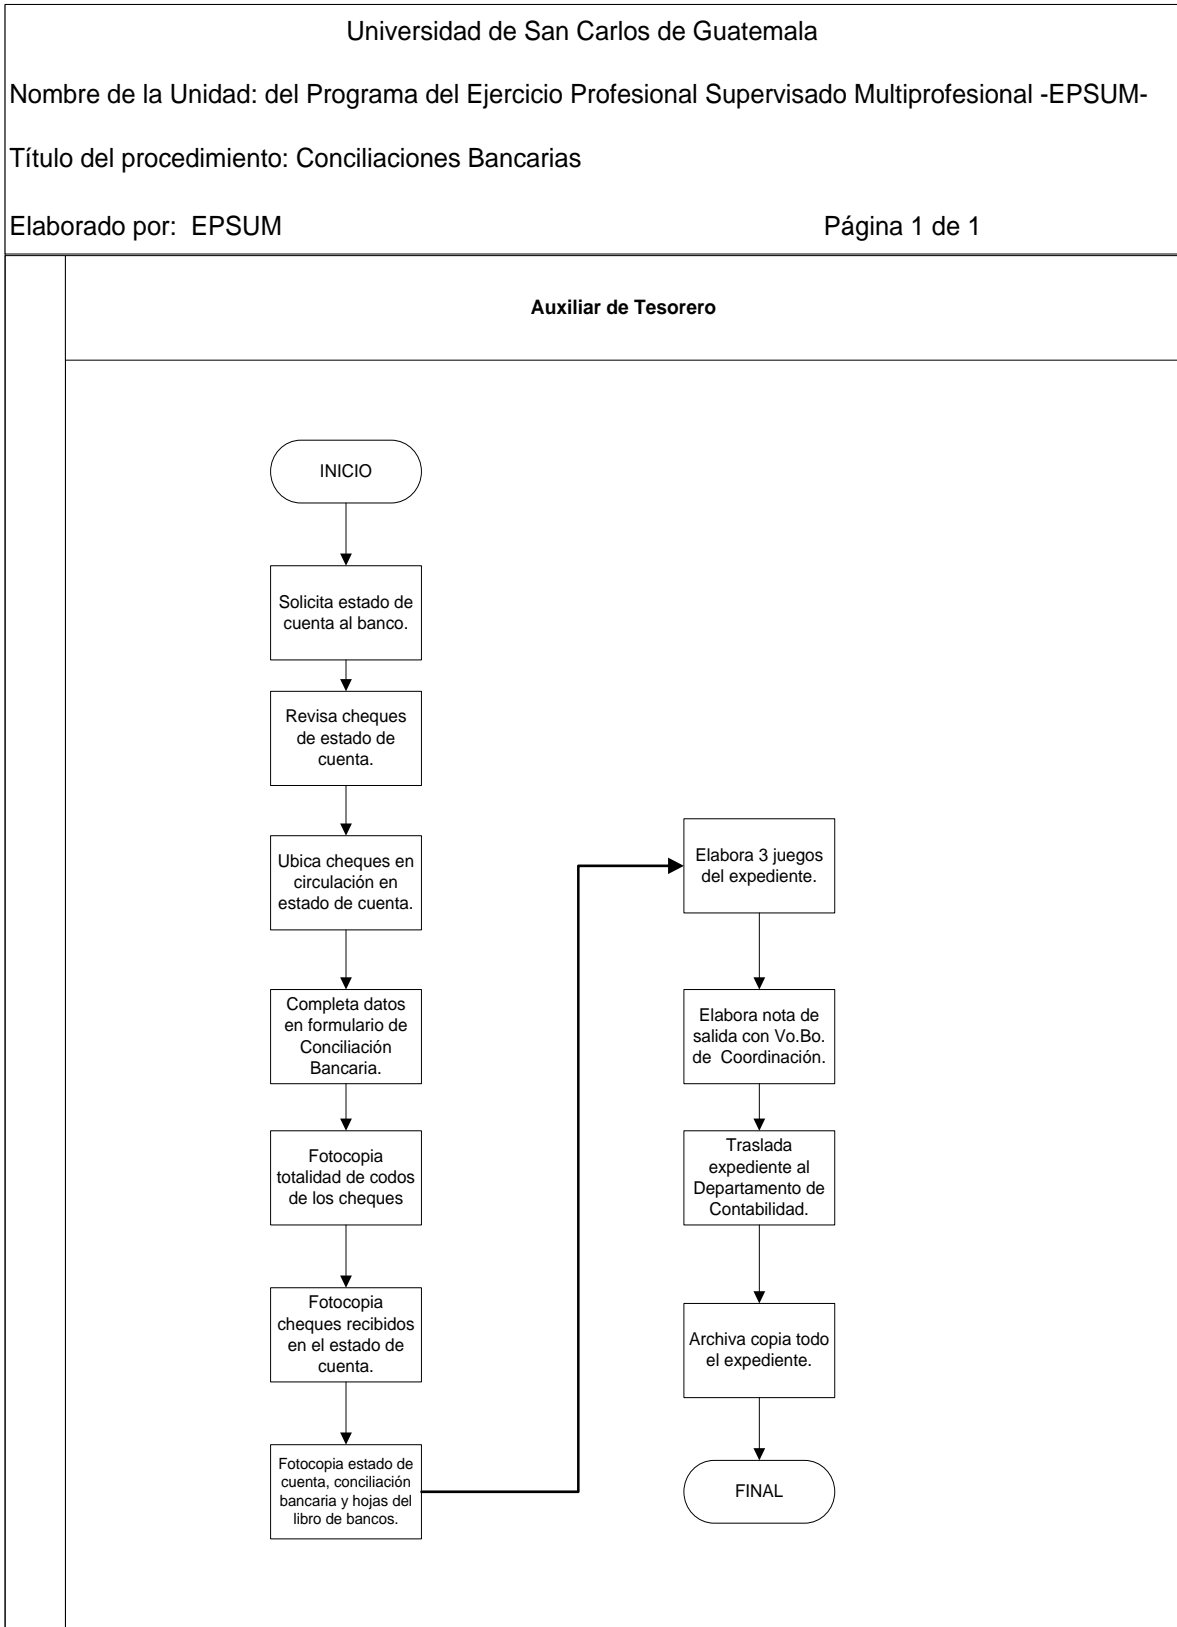 Universidad de San Carlos de Guatemala
Nombre de la Unidad: del Programa del Ejercicio Profesional Supervisado Multiprofesional -EPSUM-
Título del procedimiento: Conciliaciones Bancarias
Elaborado por: EPSUM
Página 1 de 1
Auxiliar de Tesorero
INICIO
Solicita estado de
cuenta al banco.
Revisa cheques
de estado de
cuenta.
Ubica cheques en
circulación en
estado de cuenta.
Completa datos
en formulario de
Conciliación
Bancaria.
Fotocopia
totalidad de codos
de los cheques
Fotocopia
cheques recibidos
en el estado de
cuenta.
Fotocopia estado de
cuenta, conciliación
bancaria y hojas del
libro de bancos.
Elabora 3 juegos
del expediente.
Elabora nota de
salida con Vo.Bo.
de Coordinación.
Traslada
expediente al
Departamento de
Contabilidad.
Archiva copia todo
el expediente.
FINAL